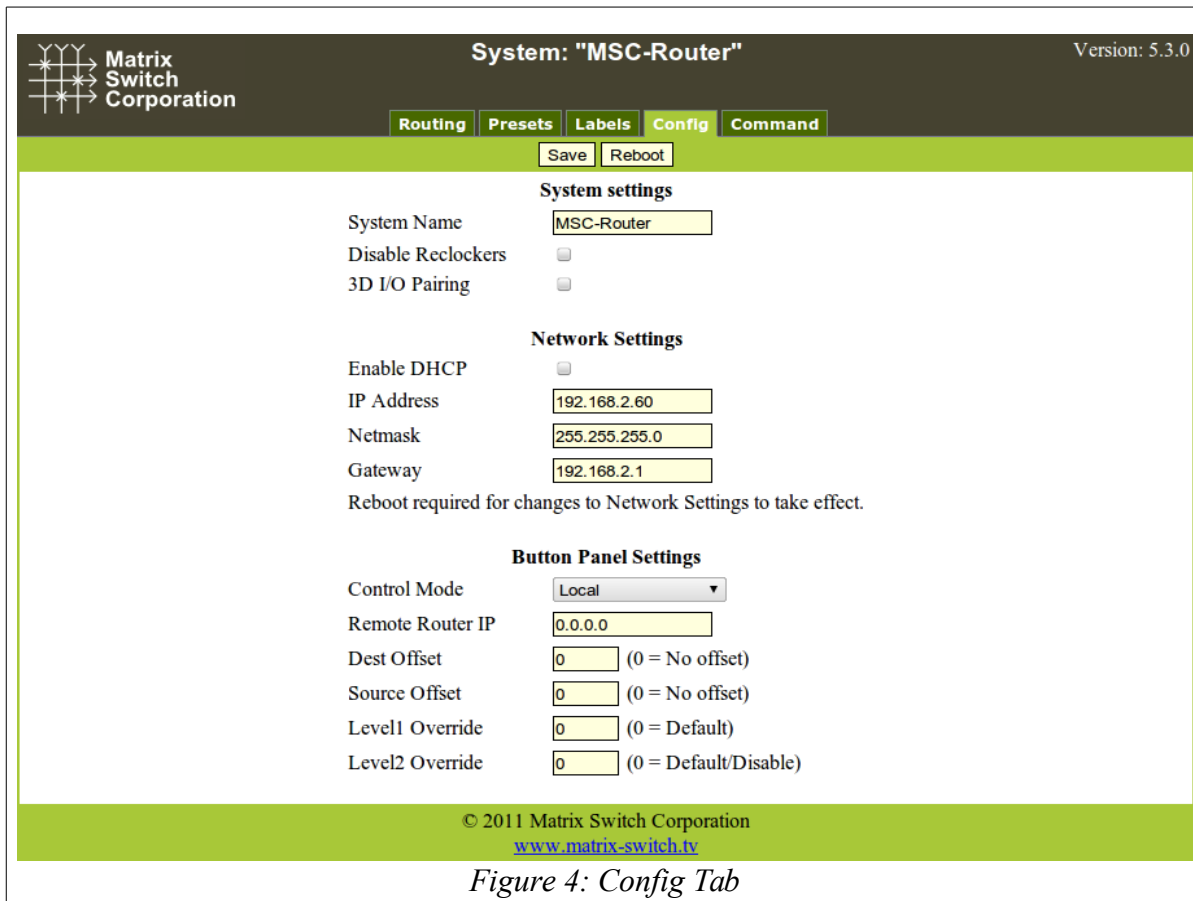 Matrix
Switch
Corporation
System: "MSC-Router"
Version: 5.3.0
Routing Presets Labels Config Command
Save Reboot
System settings
System Name MSC-Router
Disable Reclockers
3D I/O Pairing
Network Settings
Enable DHCP
IP Address 192.168.2.60
Netmask 255.255.255.0
Gateway 192.168.2.1
Reboot required for changes to Network Settings to take effect.
Button Panel Settings
Control Mode Local
Remote Router IP 0.0.0.0
Dest Offset 0 (0 = No offset)
Source Offset 0 (0 = No offset)
Level1 Override 0 (0 = Default)
Level2 Override 0 (0 = Default/Disable)
© 2011 Matrix Switch Corporation
www.matrix-switch.tv
Figure 4: Config Tab